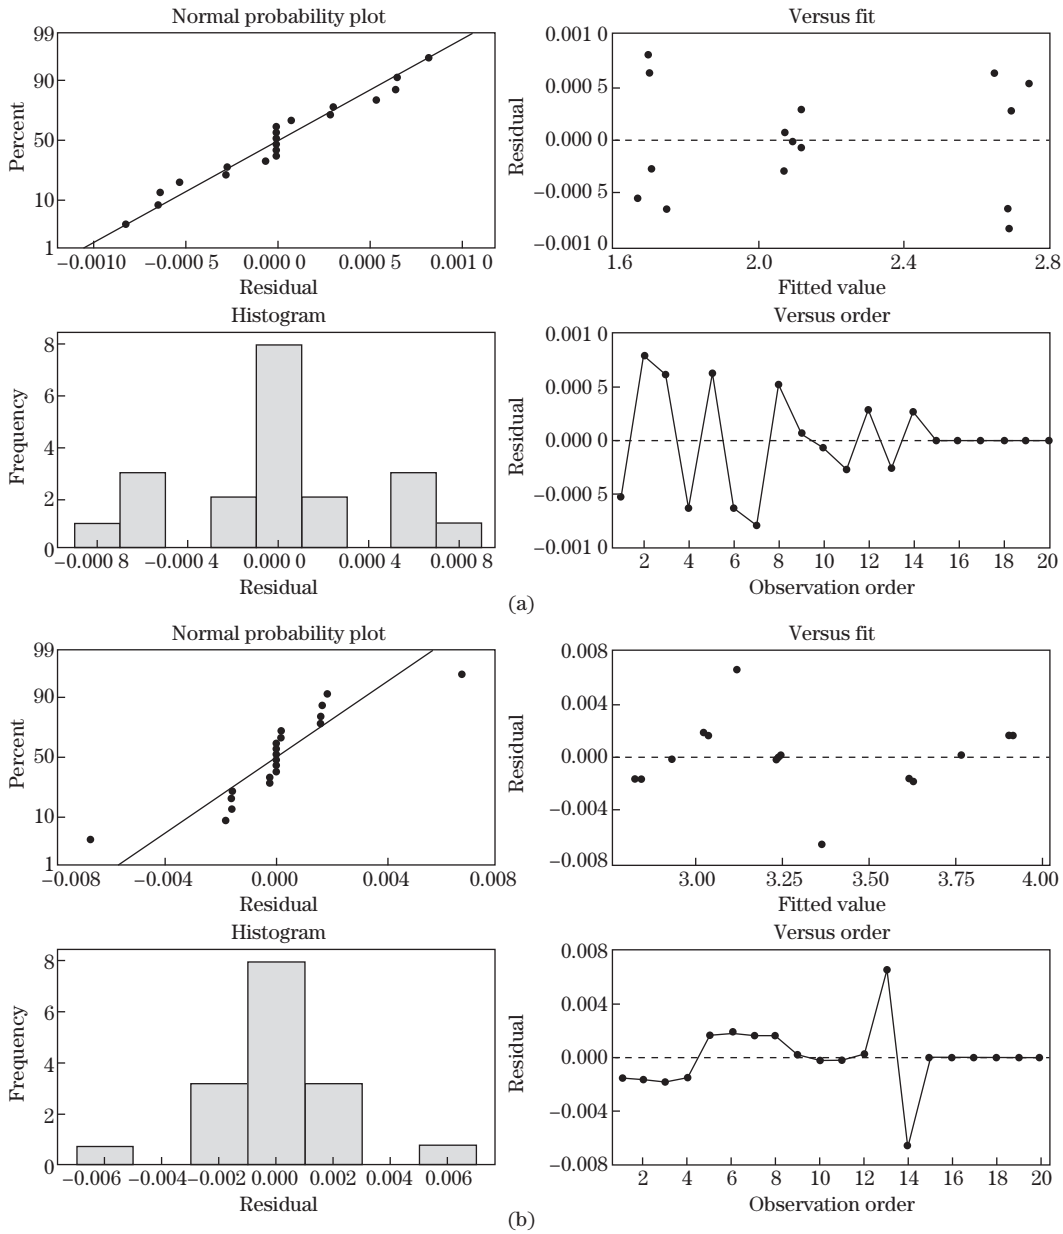 Normal probability plot
99
90
50
10
1
Percent
−0.0010 −0.000 5 0.000 0 0.000 5 0.001 0
Residual
Versus fit
0.001 0
0.000 5
0.000 0
−0.000 5
−0.001 0
Residual
1.6 2.0 2.4 2.8
Fitted value
Histogram
8
6
4
2
0
Frequency
−0.000 8 −0.000 4 0.000 0 0.000 4 0.000 8
Residual
Versus order
0.001 0
0.000 5
0.000 0
−0.000 5
−0.001 0
Residual
2 4 6 8 10 12 14 16 18 20
Observation order
(a)
Normal probability plot
99
90
50
10
1
Percent
−0.008 −0.004 0.000 0.004 0.008
Residual
Versus fit
0.008
0.004
0.000
−0.004
−0.008
Residual
3.00 3.25 3.50 3.75 4.00
Fitted value
Histogram
8
6
4
2
0
Frequency
−0.006 −0.004 −0.002 0.000 0.002 0.004 0.006
Residual
Versus order
0.008
0.004
0.000
−0.004
−0.008
Residual
2 4 6 8 10 12 14 16 18 20
Observation order
(b)